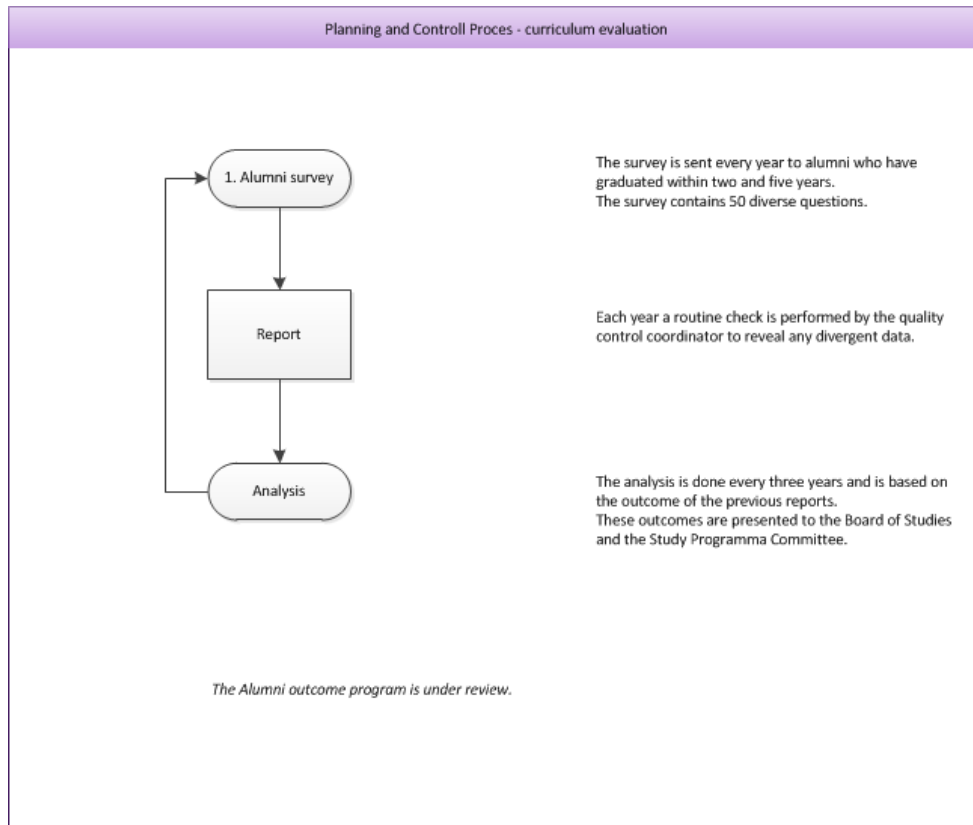 Planning and Controll Proces - curriculum evaluation
1. Alumni survey
The survey is sent every year to alumni who have
graduated within two and five years.
The survey contains 50 diverse questions.
Report
Each year a routine check is performed by the quality
control coordinator to reveal any divergent data.
Analysis
The analysis is done every three years and is based on
the outcome of the previous reports.
These outcomes are presented to the Board of Studies
and the Study Programma Committee.
The Alumni outcome program is under review.